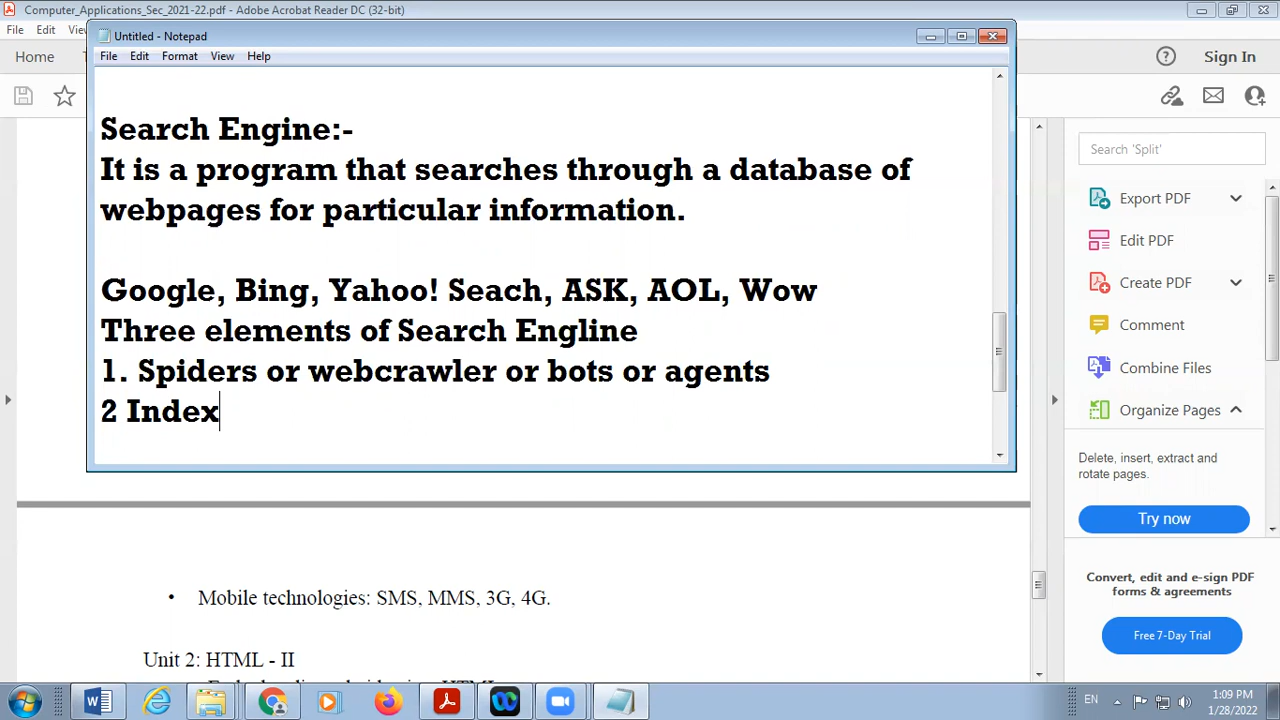 Computer_Applications_Sec_2021-22.pdf - Adobe Acrobat Reader DC (32-bit)
File Edit
Untitled - Notepad
File Edit Format View Help
Home
Sign In
Search Engine:-
It is a program that searches through a database of
webpages for particular information.
Google, Bing, Yahoo! Seach, ASK, AOL, Wow
Three elements of Search Engline
1. Spiders or webcrawler or bots or agents
2 Index
Search 'Split'
Export PDF
Edit PDF
Create PDF
Comment
Combine Files
Organize Pages
Delete, insert, extract and
rotate pages.
Try now
Convert, edit and e-sign PDF
forms & agreements
Free 7-Day Trial
• Mobile technologies: SMS, MMS, 3G, 4G.
Unit 2: HTML - II
EN
1:09 PM
1/28/2022